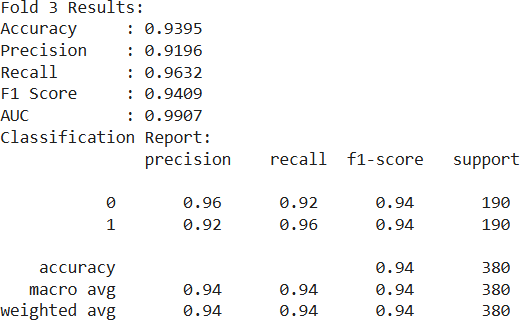 Fold 3 Results:
Accuracy     : 0.9395
Precision    : 0.9196
Recall       : 0.9632
F1 Score     : 0.9409
AUC          : 0.9907
Classification Report:
              precision    recall  f1-score   support

           0       0.96      0.92      0.94       190
           1       0.92      0.96      0.94       190

    accuracy                           0.94       380
   macro avg       0.94      0.94      0.94       380
weighted avg       0.94      0.94      0.94       380